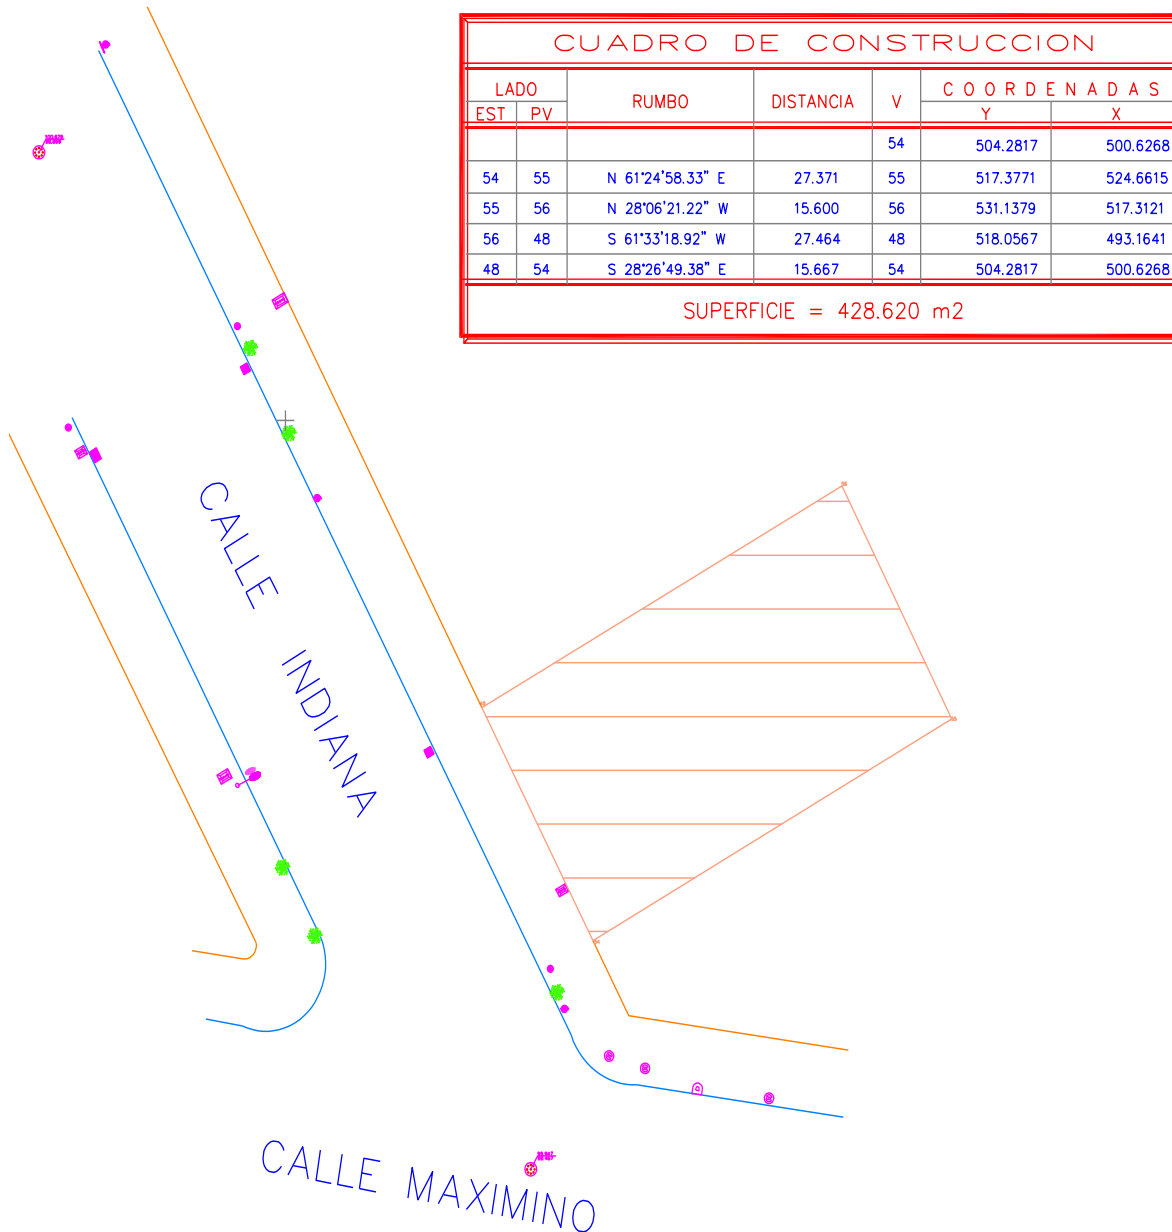 CUADRO DE CONSTRUCCION
LADO RUMBO DISTANCIA V COORDENADAS
EST PV Y X
54 504.2817 500.6268
54 55 N 61°24'58.33" E 27.371 55 517.3771 524.6615
55 56 N 28°06'21.22" W 15.600 56 531.1379 517.3121
56 48 S 61°33'18.92" W 27.464 48 518.0567 493.1641
48 54 S 28°26'49.38" E 15.667 54 504.2817 500.6268
SUPERFICIE = 428.620 m2
CALLE INDIANA
CALLE MAXIMINO